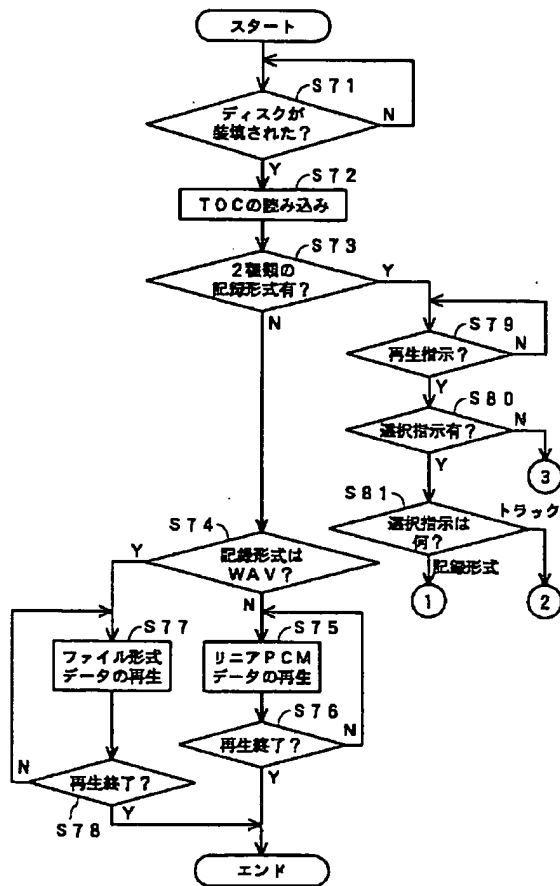 スタート
S71
ディスクが
装填された?
N
Y
S72
TOCの読み込み
S73
2種類の
記録形式有?
Y
N
S79
再生指示?
N
Y
S80
選択指示有?
N
Y
3
S81
選択指示は
何?
トラック
記録形式
1
2
S74
記録形式は
WAV?
Y
N
S77
ファイル形式
データの再生
S75
リニアPCM
データの再生
S76
再生終了?
N
Y
再生終了?
N
Y
S78
エンド